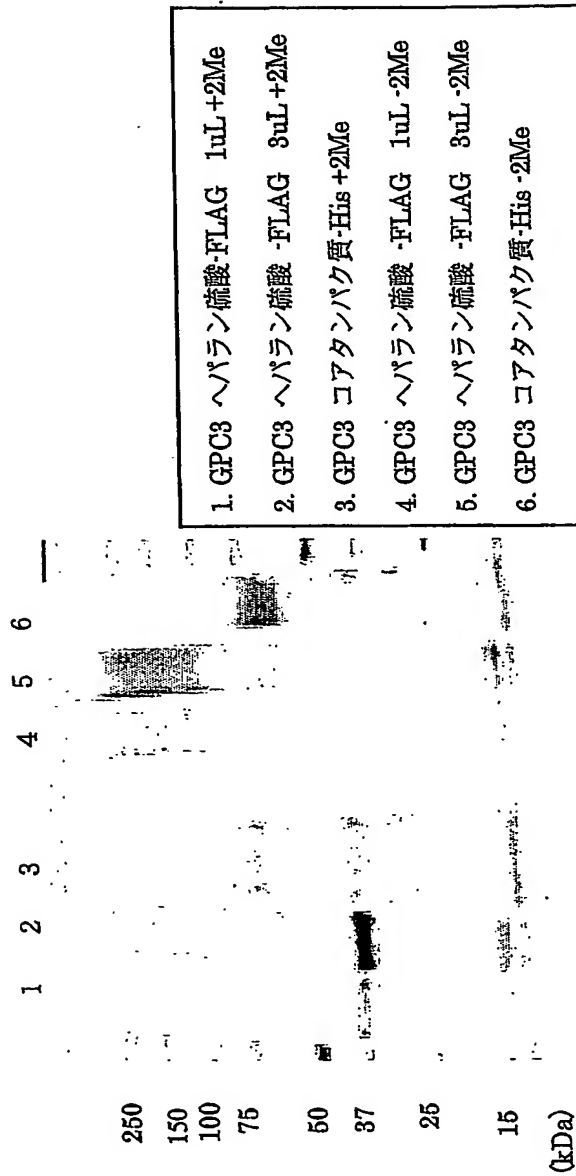 1 2 3 4 5 6
250
150
100
75
50
37
25
15
(kDa)
1. GPC3 ヘパラン硫酸-FLAG 1uL +2Me
2. GPC3 ヘパラン硫酸 -FLAG 3uL +2Me
3. GPC3 コアタンパク質-His +2Me
4. GPC3 ヘパラン硫酸 -FLAG 1uL -2Me
5. GPC3 ヘパラン硫酸 -FLAG 3uL -2Me
6. GPC3 コアタンパク質-His -2Me